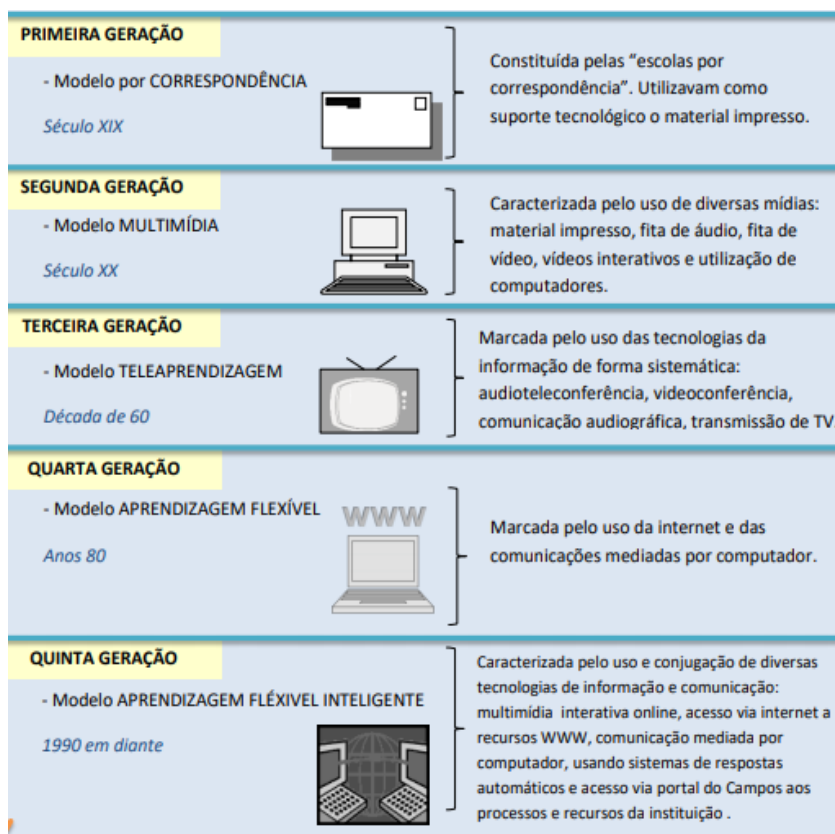 PRIMEIRA GERAÇÃO
- Modelo por CORRESPONDÊNCIA
Século XIX
Constituída pelas “escolas por
correspondência”. Utilizavam como
suporte tecnológico o material impresso.
SEGUNDA GERAÇÃO
- Modelo MULTIMÍDIA
Século XX
Caracterizada pelo uso de diversas mídias:
material impresso, fita de áudio, fita de
vídeo, vídeos interativos e utilização de
computadores.
TERCEIRA GERAÇÃO
- Modelo TELEAPRENDIZAGEM
Década de 60
Marcada pelo uso das tecnologias da
informação de forma sistemática:
audioteleconferência, videoconferência,
comunicação audiográfica, transmissão de TV
QUARTA GERAÇÃO
- Modelo APRENDIZAGEM FLEXÍVEL
Anos 80
WWW
Marcada pelo uso da internet e das
comunicações mediadas por computador.
QUINTA GERAÇÃO
- Modelo APRENDIZAGEM FLÉXIVEL INTELIGENTE
1990 em diante
Caracterizada pelo uso e conjugação de diversas
tecnologias de informação e comunicação:
multimídia interativa online, acesso via internet a
recursos WWW, comunicação mediada por
computador, usando sistemas de respostas
automáticos e acesso via portal do Campos aos
processos e recursos da instituição .